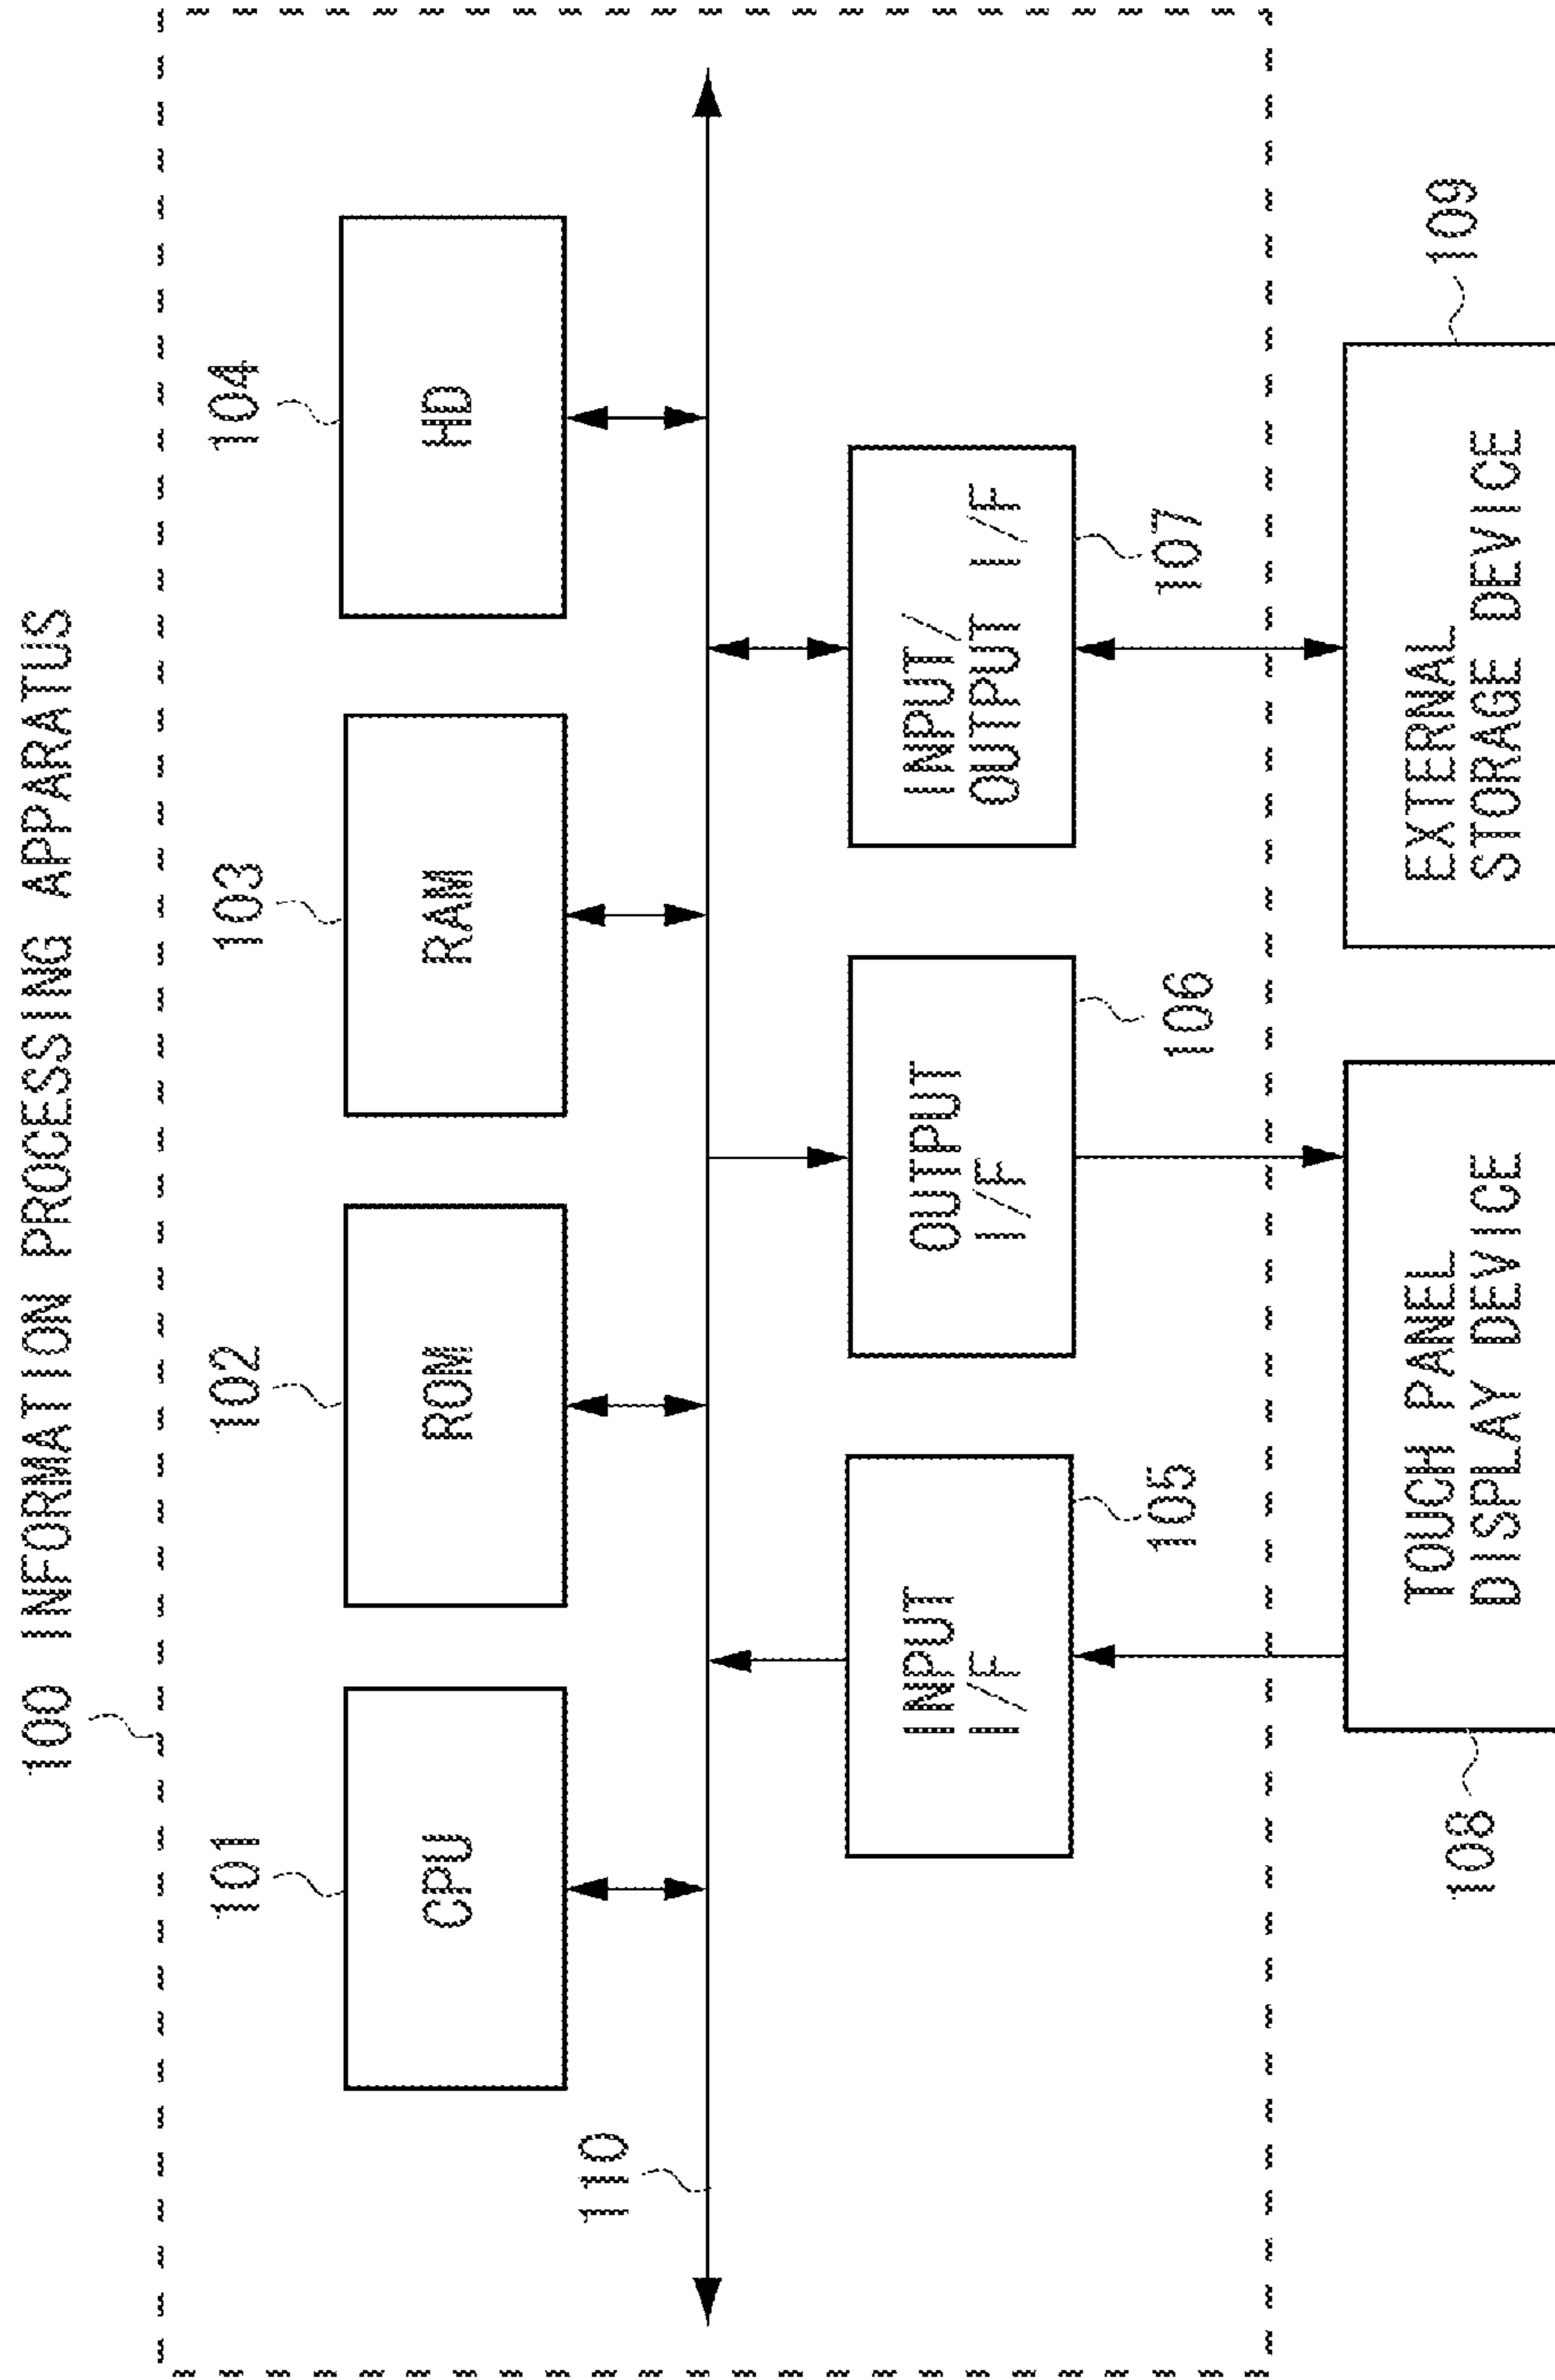 100 INFORMATION PROCESSING APPARATUS
101
102
103
104
CPU
ROM
RAM
HD
110
INPUT
I/F
OUTPUT
I/F
INPUT/
OUTPUT I/F
105
106
107
TOUCH PANEL
DISPLAY DEVICE
EXTERNAL
STORAGE DEVICE
108
109